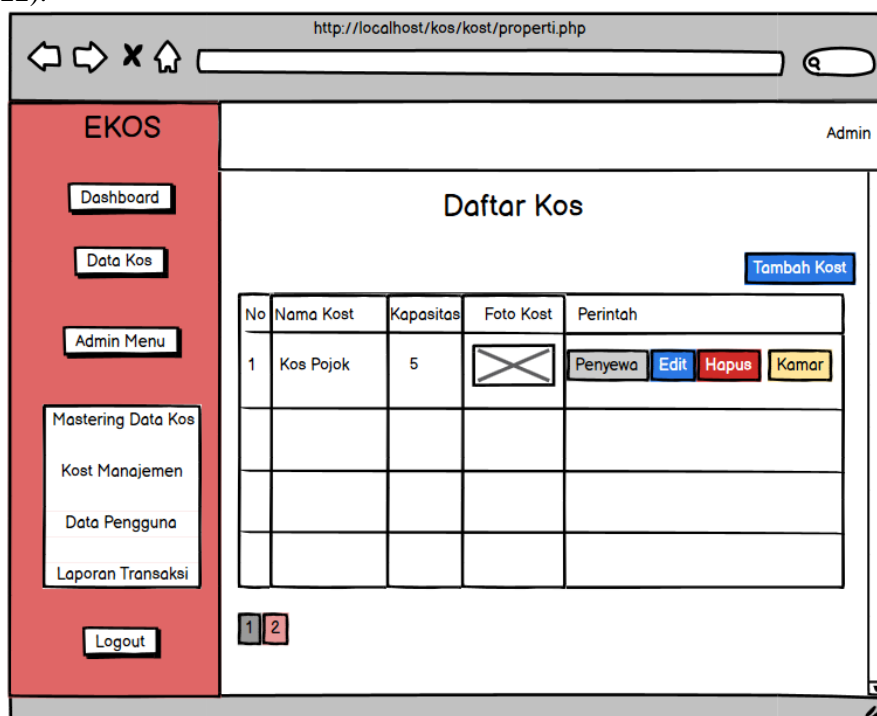 http://localhost/kos/kost/properti.php
EKOS
Admin
Dashboard
Data Kos
Admin Menu
Mastering Data Kos
Kost Manajemen
Data Pengguna
Laporan Transaksi
Logout
Daftar Kos
Tambah Kost
No Nama Kost Kapasitas Foto Kost Perintah
1 Kos Pojok 5 Penyewa Edit Hapus Kamar
1 2